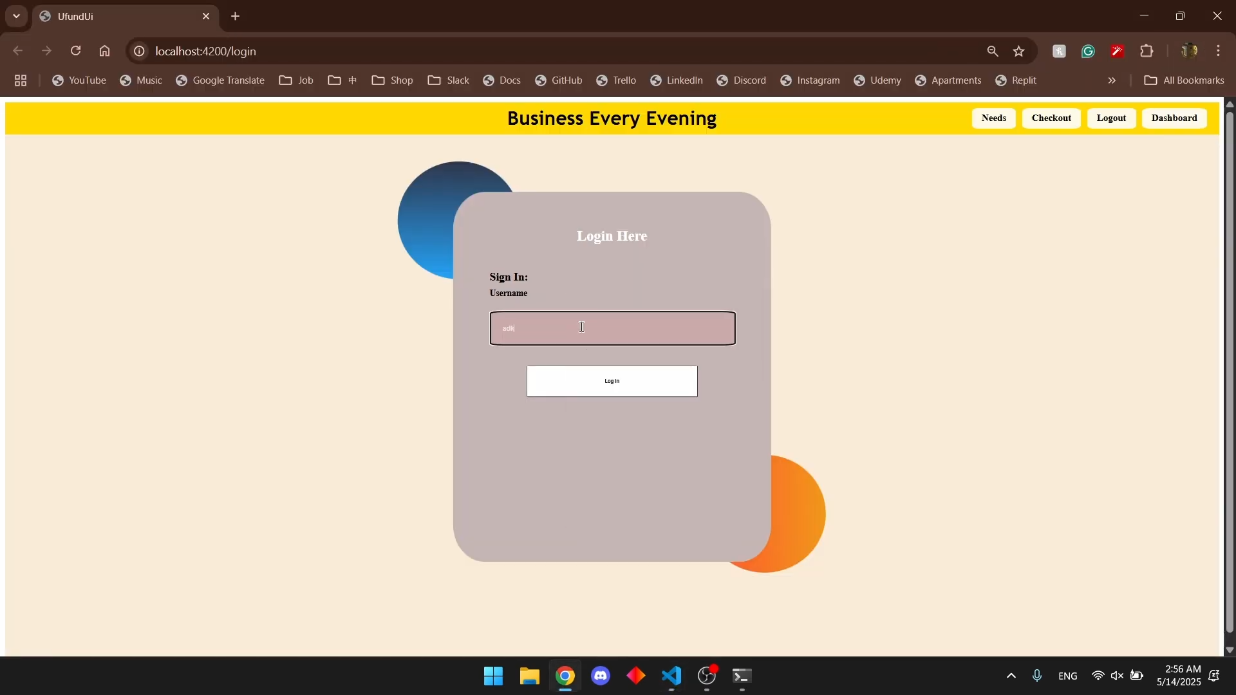 UfundUi
localhost:4200/login
YouTube Music Google Translate Job 中 Shop Slack Docs GitHub Trello LinkedIn Discord Instagram Udemy Apartments Replit » All Bookmarks
Business Every Evening
Needs Checkout Logout Dashboard
Login Here
Sign In:
Username
Log In
ENG
2:56 AM
5/14/2025